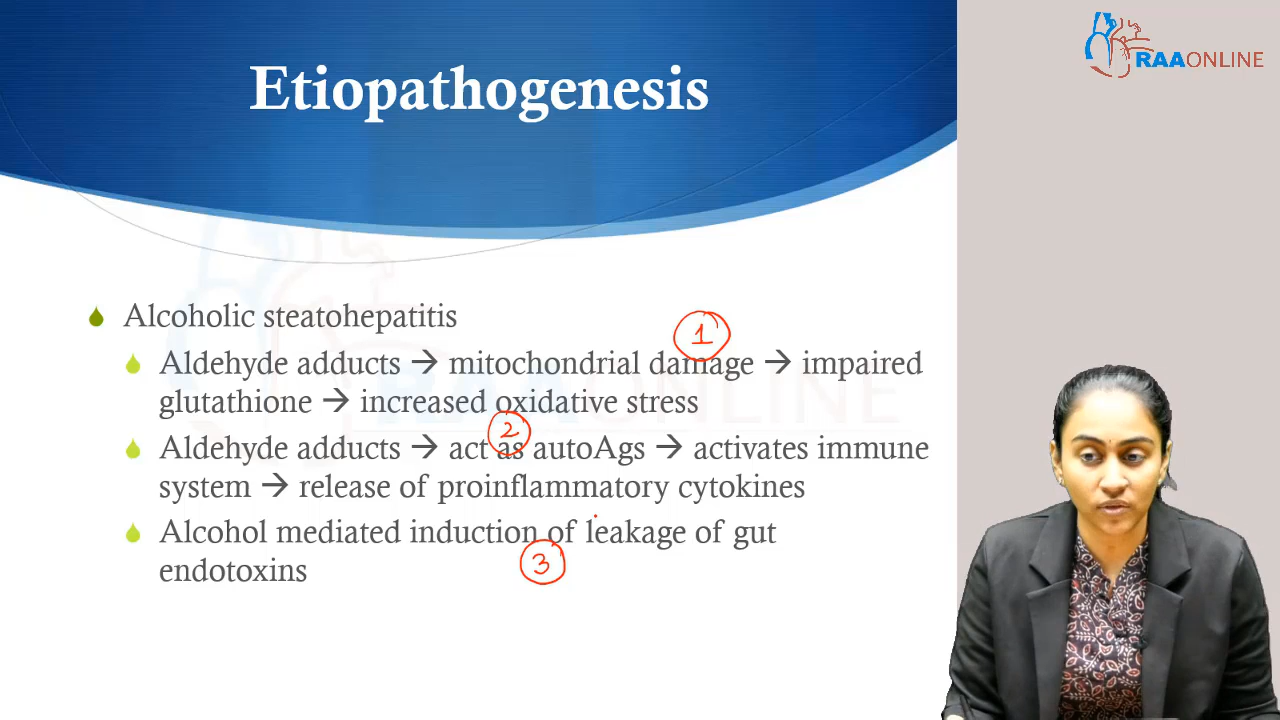 RAAONLINE
Etiopathogenesis
Alcoholic steatohepatitis
1
Aldehyde adducts → mitochondrial damage → impaired
glutathione → increased oxidative stress
2
Aldehyde adducts → act as autoAgs → activates immune
system → release of proinflammatory cytokines
Alcohol mediated induction of leakage of gut
3
endotoxins
RAAONLINE